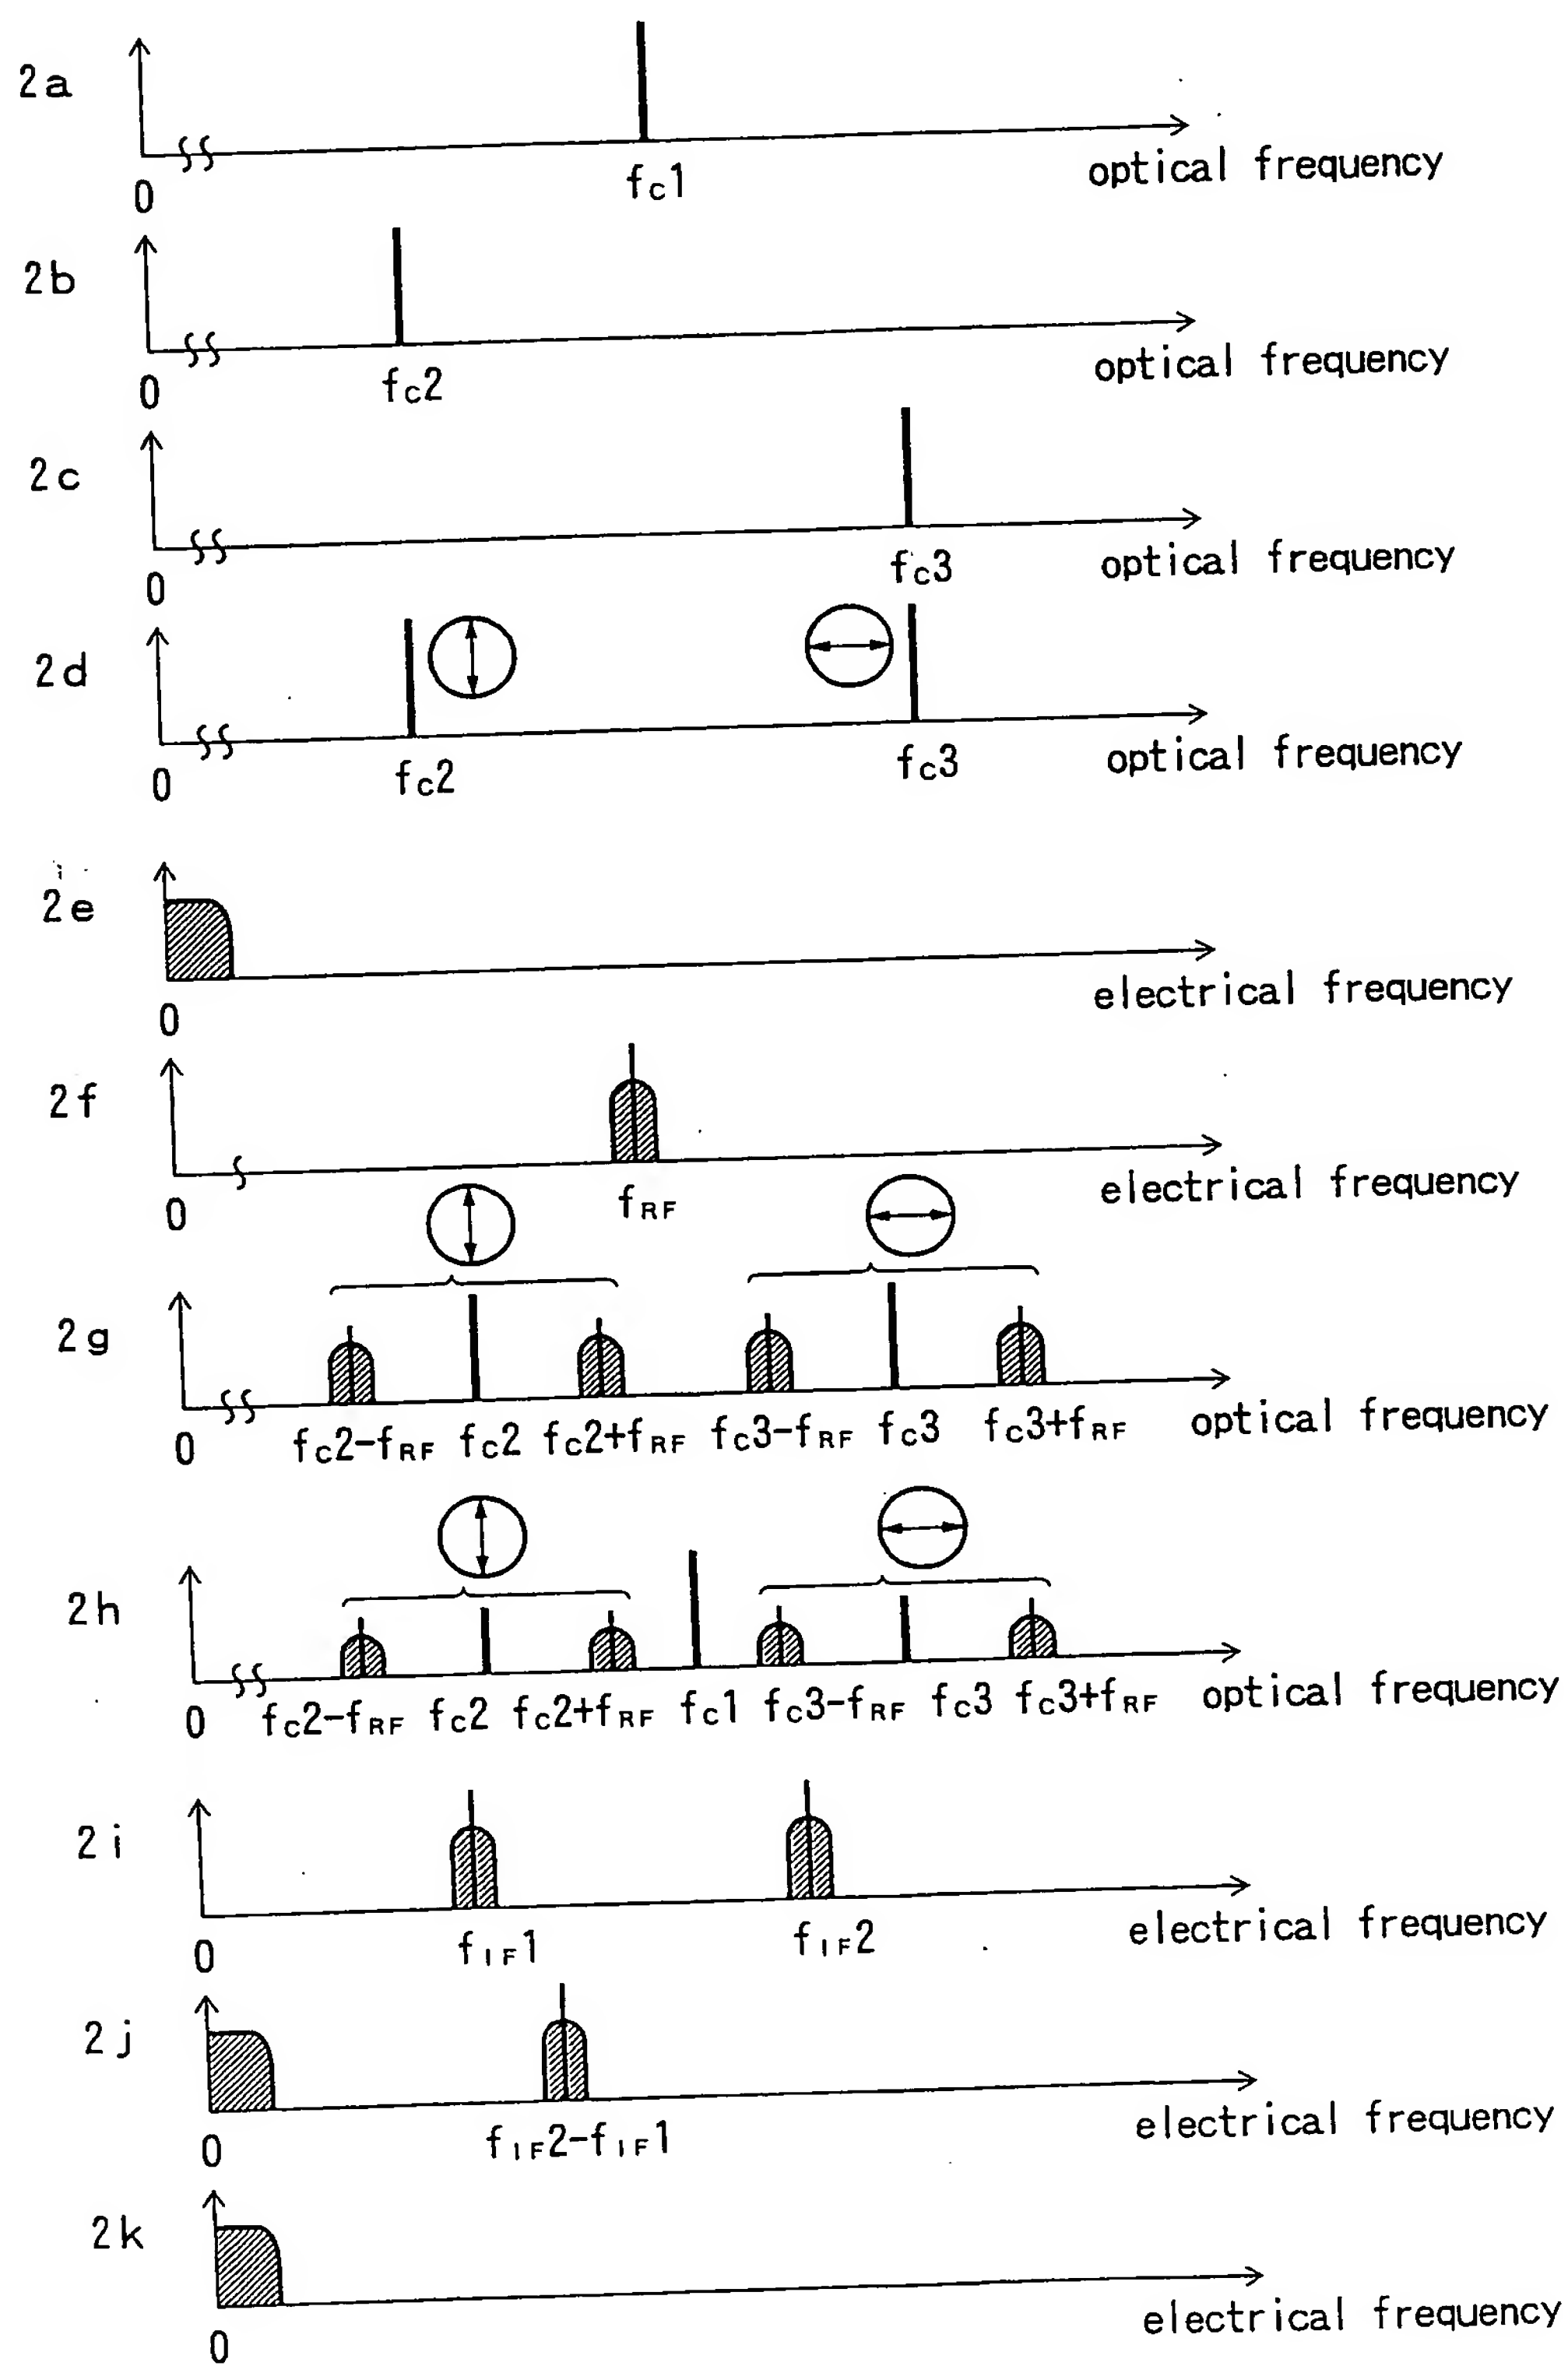 2a
optical frequency
0
fc1
2b
optical frequency
0
fc2
2c
optical frequency
0
fc3
2d
optical frequency
0
fc2
fc3
2e
electrical frequency
0
2f
electrical frequency
0
fRF
2g
0
fc2-fRF fc2 fc2+fRF fc3-fRF fc3 fc3+fRF optical frequency
2h
0
fc2-fRF fc2 fc2+fRF fc1 fc3-fRF fc3 fc3+fRF optical frequency
2i
electrical frequency
0
fIF1
fIF2
2j
electrical frequency
0
fIF2-fIF1
2k
electrical frequency
0